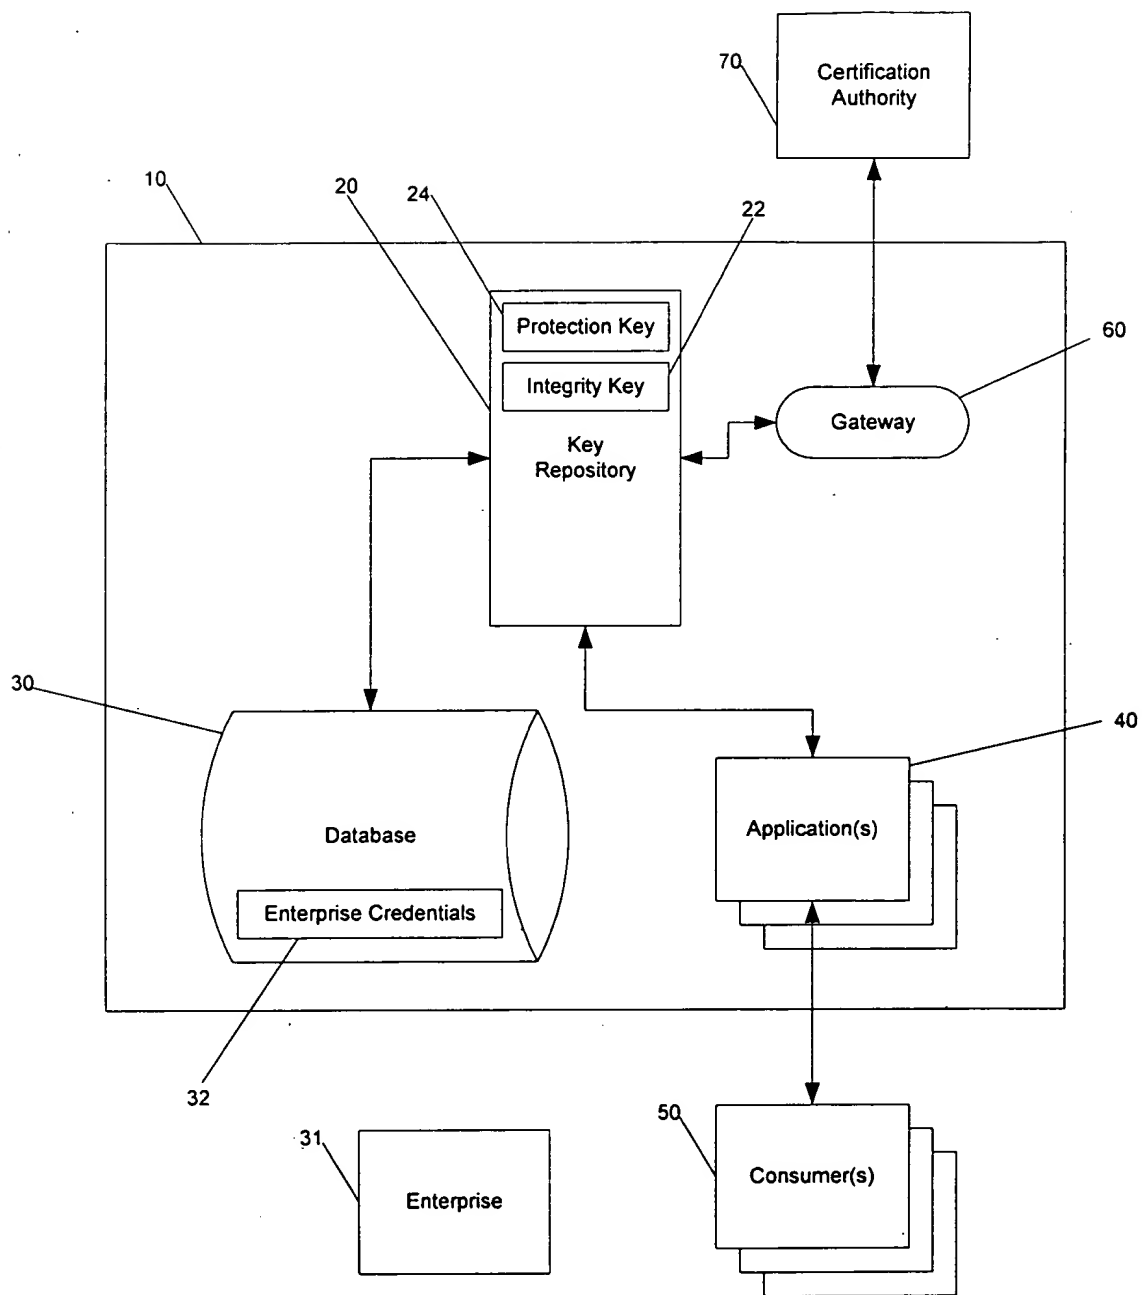 70
Certification
Authority
10
20
24
22
Protection Key
Integrity Key
Key
Repository
60
Gateway
30
40
Database
Application(s)
Enterprise Credentials
32
31
50
Enterprise
Consumer(s)